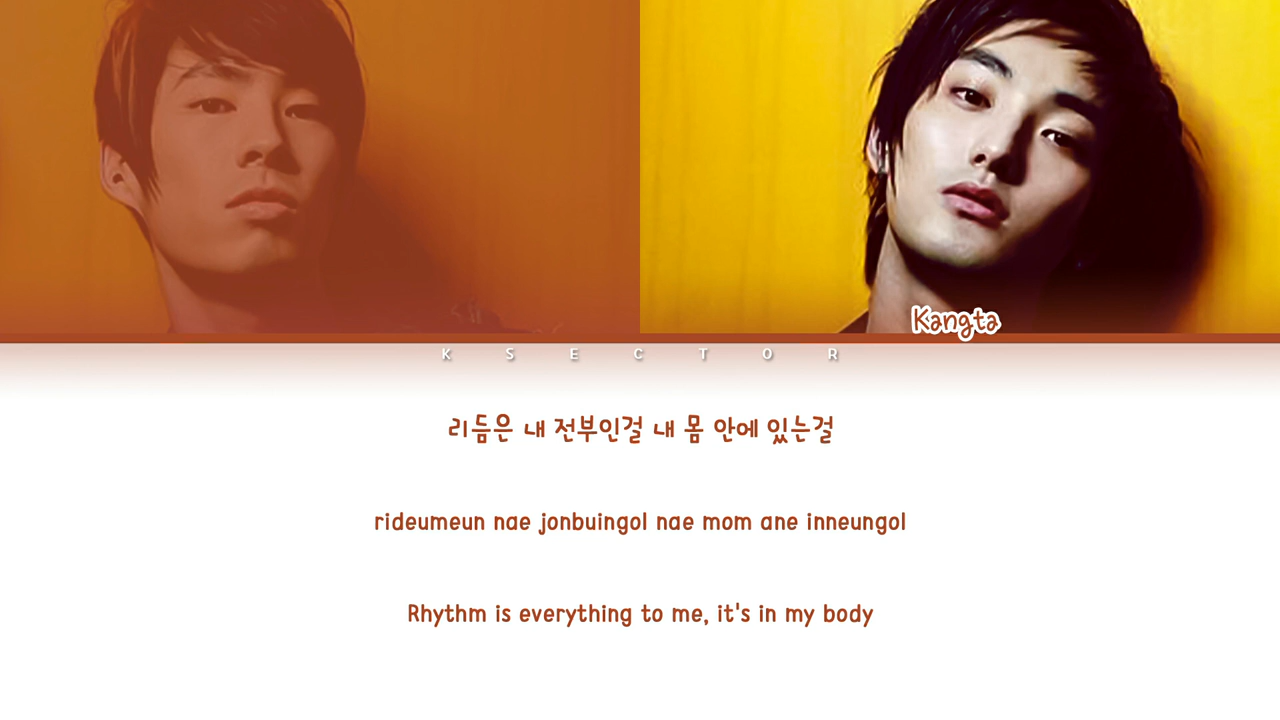 Kangta
K S E C T O R
리듬은 내 전부인걸 내 몸 안에 있는걸
rideumeun nae jonbuingol nae mom ane inneungol
Rhythm is everything to me, it's in my body